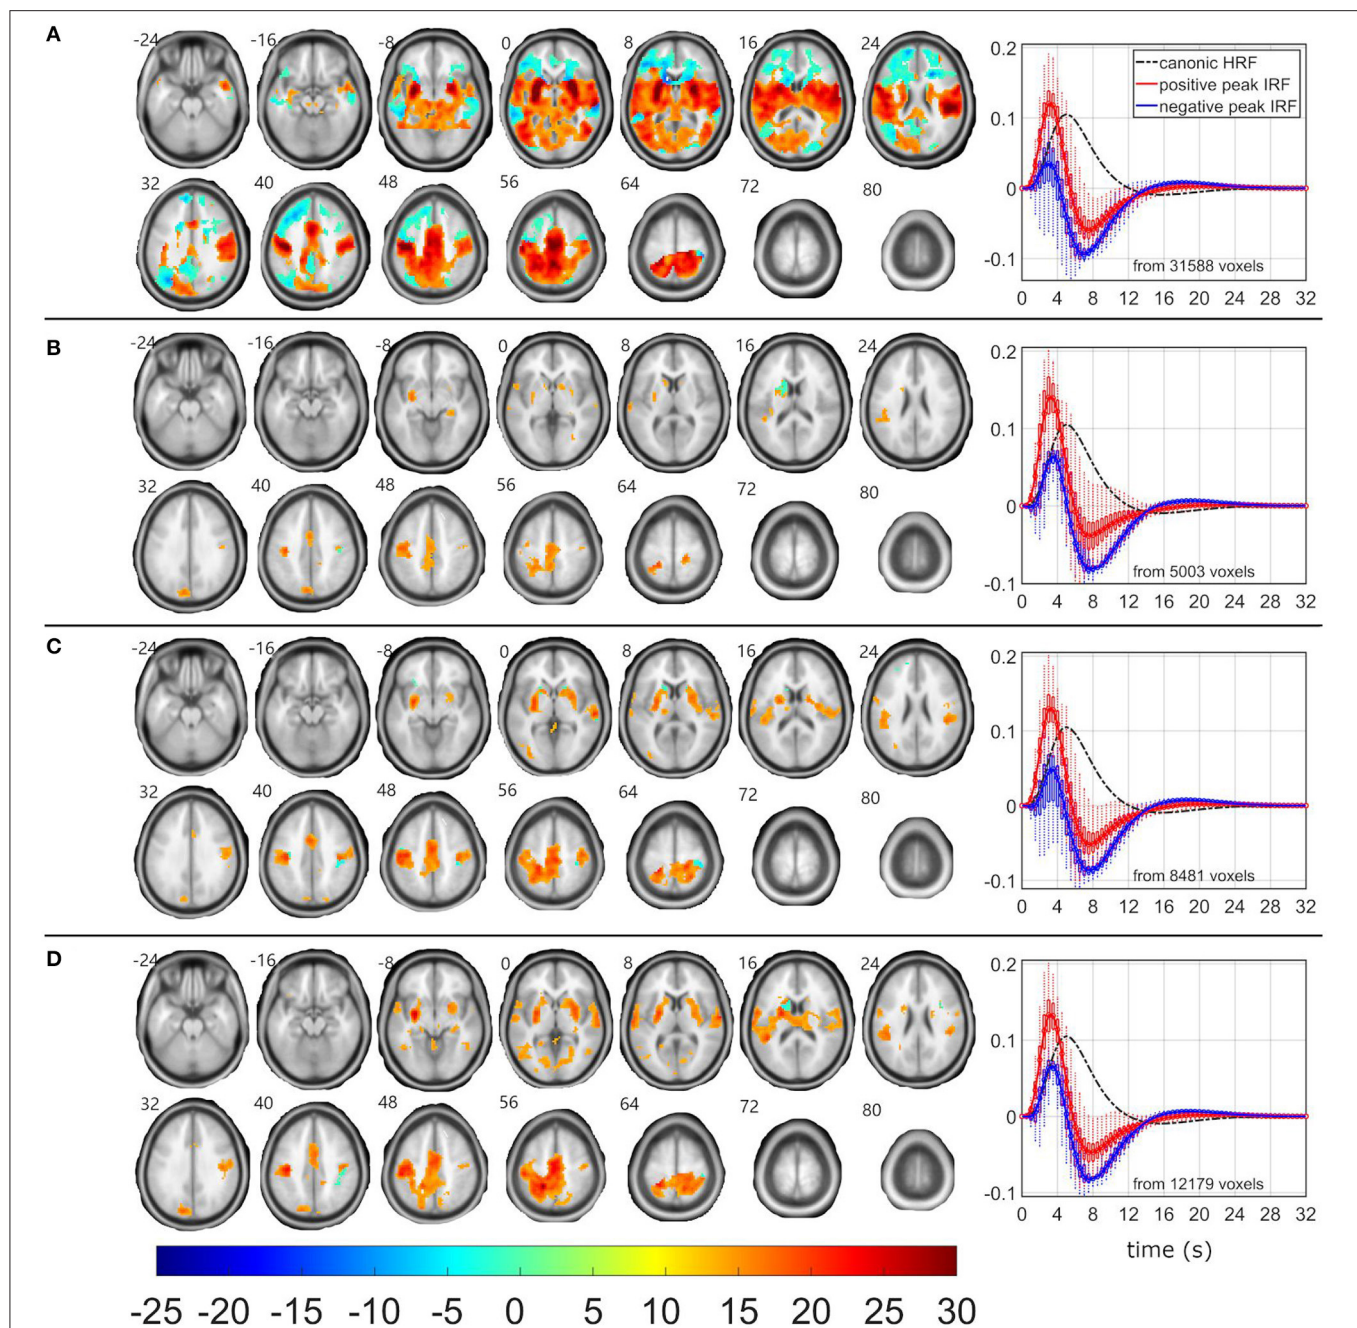 A
-24 -16 -8 0 8 16 24
32 40 48 56 64 72 80
0.2
0.1
0
-0.1
canonic HRF
positive peak IRF
negative peak IRF
from 31588 voxels
0 4 8 12 16 20 24 28 32
B
-24 -16 -8 0 8 16 24
32 40 48 56 64 72 80
0.2
0.1
0
-0.1
from 5003 voxels
0 4 8 12 16 20 24 28 32
C
-24 -16 -8 0 8 16 24
32 40 48 56 64 72 80
0.2
0.1
0
-0.1
from 8481 voxels
0 4 8 12 16 20 24 28 32
D
-24 -16 -8 0 8 16 24
32 40 48 56 64 72 80
0.2
0.1
0
-0.1
from 12179 voxels
0 4 8 12 16 20 24 28 32
time (s)
-25 -20 -15 -10 -5 0 5 10 15 20 25 30